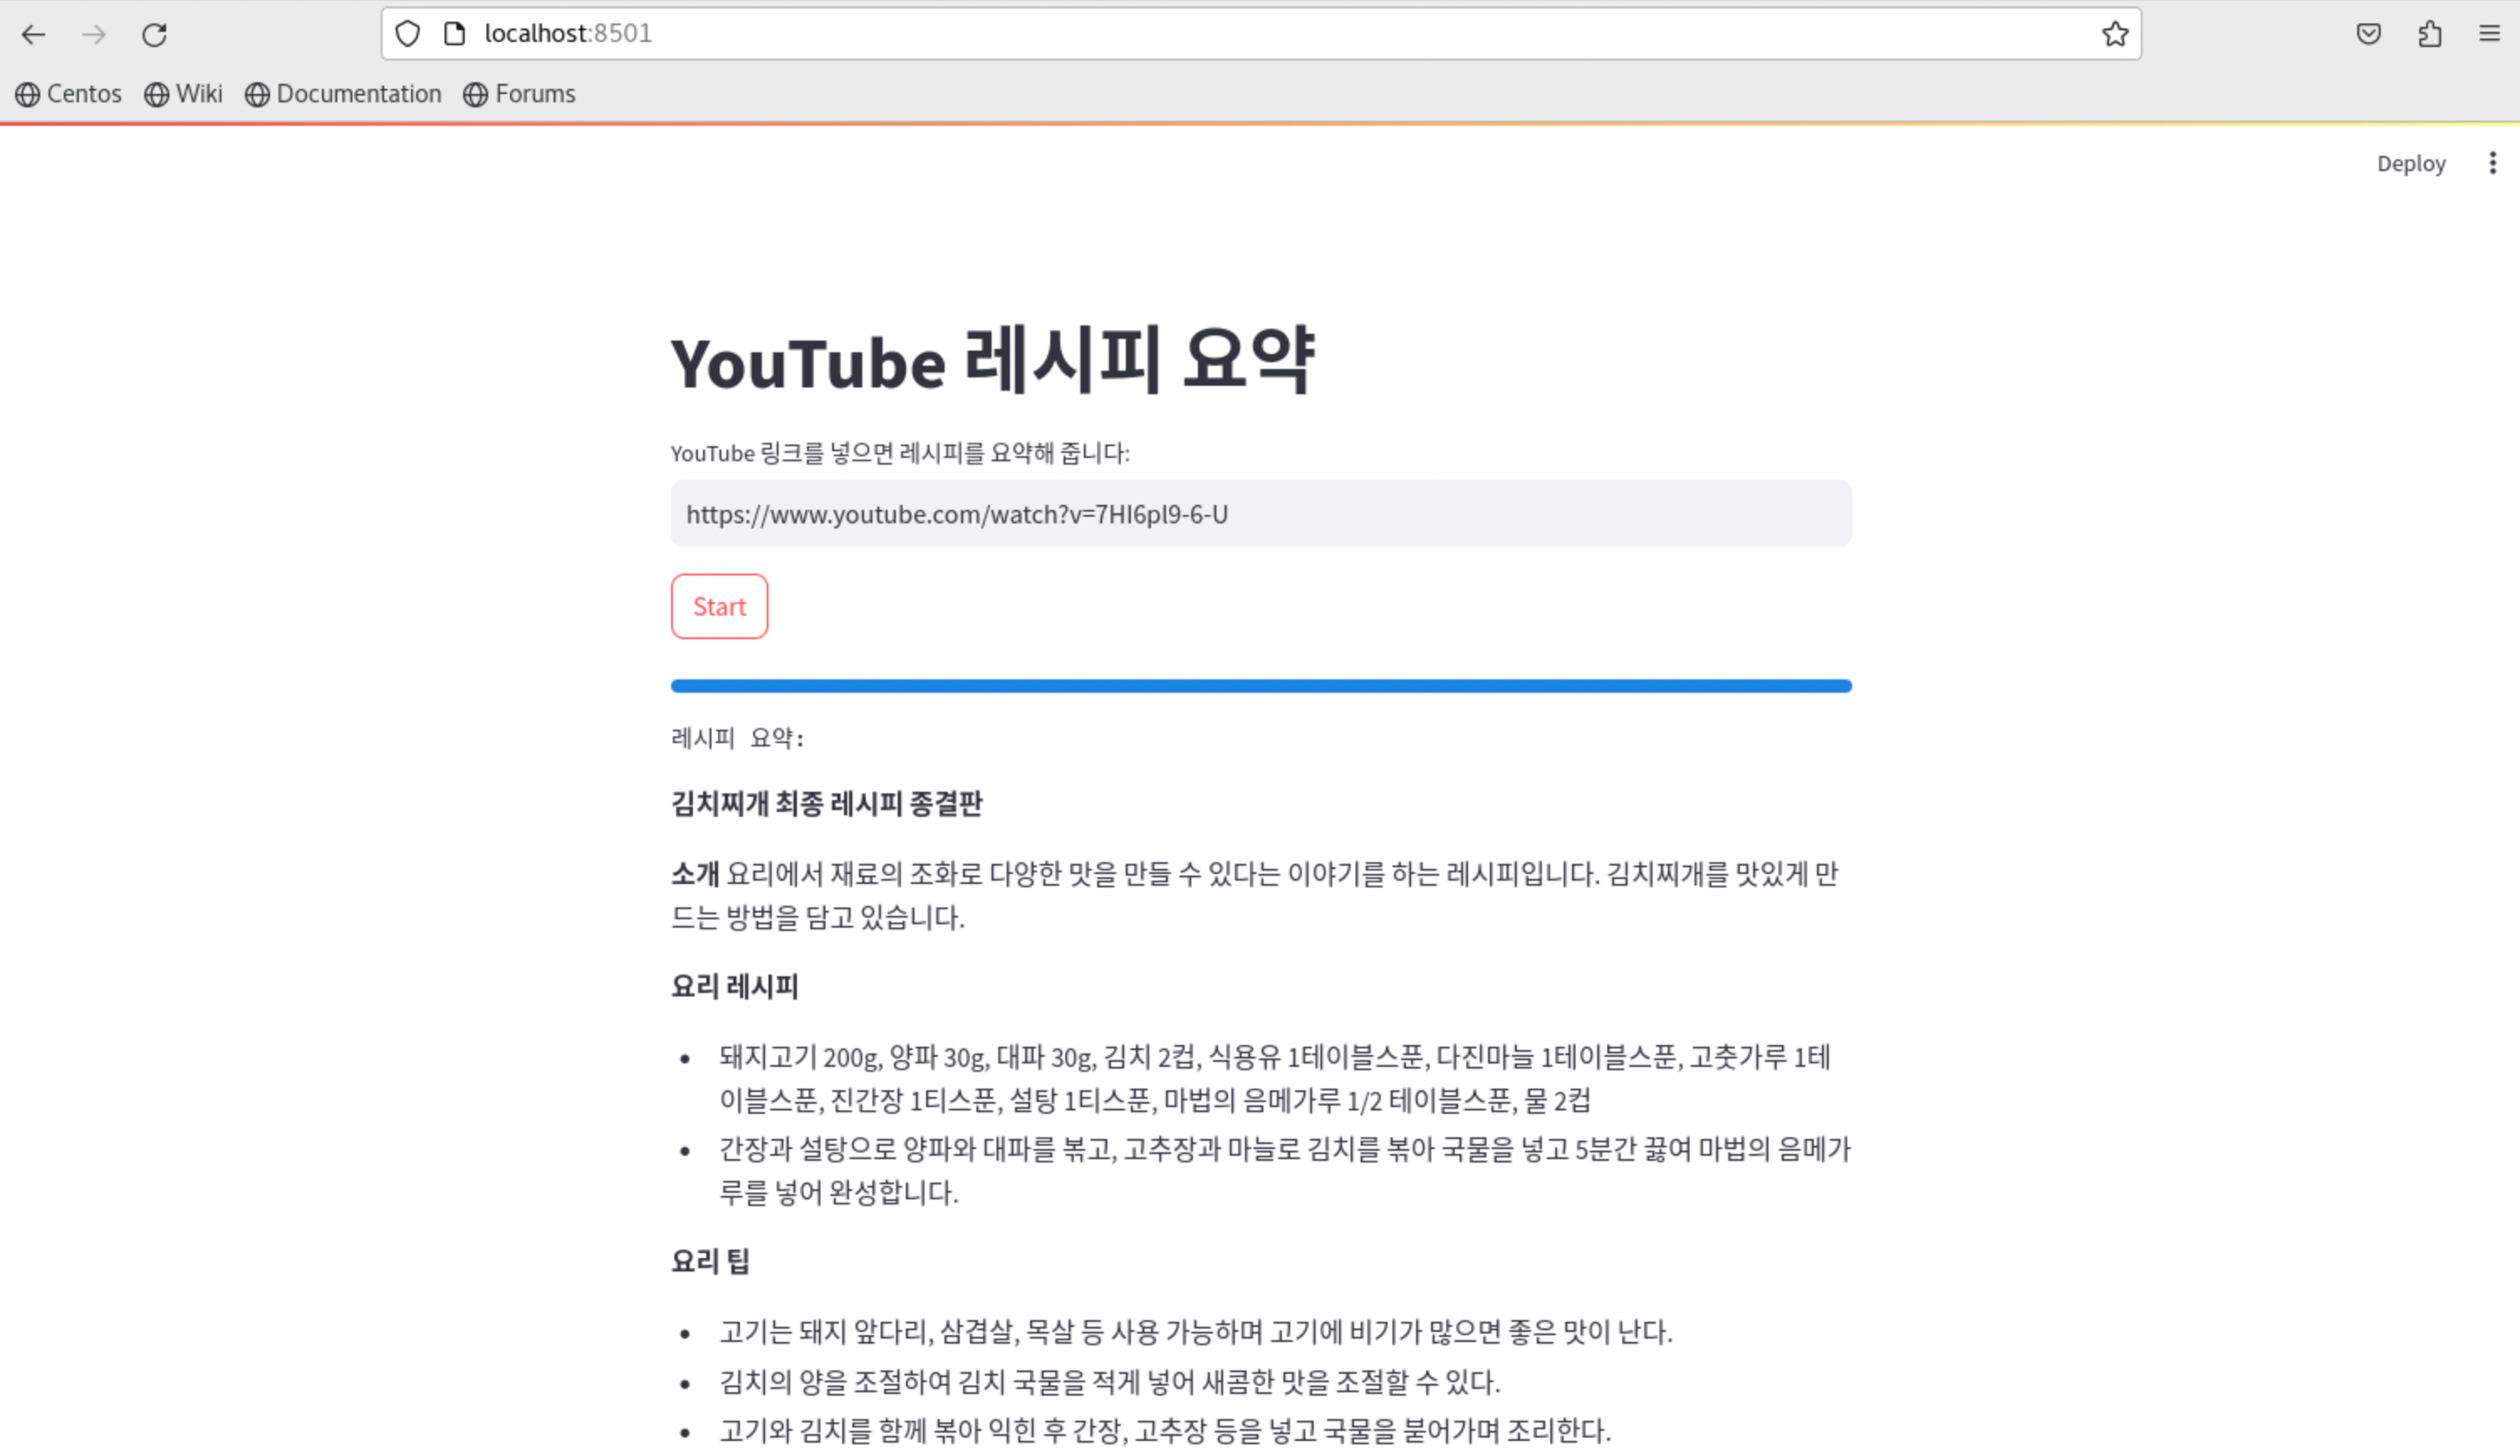 localhost:8501
Centos Wiki Documentation Forums
Deploy
YouTube 레시피 요약
YouTube 링크를 넣으면 레시피를 요약해 줍니다:
https://www.youtube.com/watch?v=7HI6pl9-6-U
Start
레시피 요약:
김치찌개 최종 레시피 종결판
소개 요리에서 재료의 조화로 다양한 맛을 만들 수 있다는 이야기를 하는 레시피입니다. 김치찌개를 맛있게 만
드는 방법을 담고 있습니다.
요리 레시피
• 돼지고기 200g, 양파 30g, 대파 30g, 김치 2컵, 식용유 1테이블스푼, 다진마늘 1테이블스푼, 고춧가루 1테
이블스푼, 진간장 1티스푼, 설탕 1티스푼, 마법의 음메가루 1/2 테이블스푼, 물 2컵
• 간장과 설탕으로 양파와 대파를 볶고, 고추장과 마늘로 김치를 볶아 국물을 넣고 5분간 끓여 마법의 음메가
루를 넣어 완성합니다.
요리 팁
• 고기는 돼지 앞다리, 삼겹살, 목살 등 사용 가능하며 고기에 비기가 많으면 좋은 맛이 난다.
• 김치의 양을 조절하여 김치 국물을 적게 넣어 새콤한 맛을 조절할 수 있다.
• 고기와 김치를 함께 볶아 익힌 후 간장, 고추장 등을 넣고 국물을 붇어가며 조리한다.